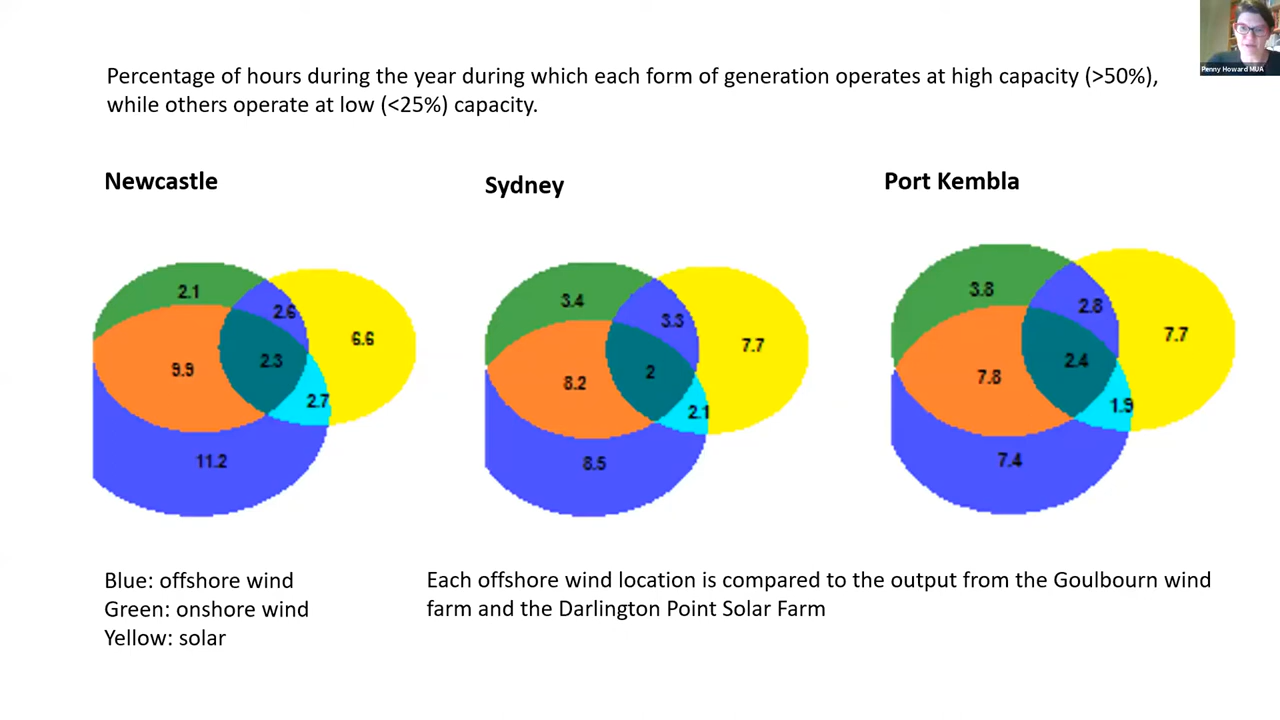 Penny Howard MUA
Percentage of hours during the year during which each form of generation operates at high capacity (>50%),
while others operate at low (<25%) capacity.
Newcastle
Sydney
Port Kembla
2.1
2.6
6.6
9.9
2.3
2.7
11.2
3.4
3.3
7.7
8.2
2
2.1
8.5
3.8
2.8
7.7
7.8
2.4
1.9
7.4
Blue: offshore wind
Green: onshore wind
Yellow: solar
Each offshore wind location is compared to the output from the Goulbourn wind
farm and the Darlington Point Solar Farm